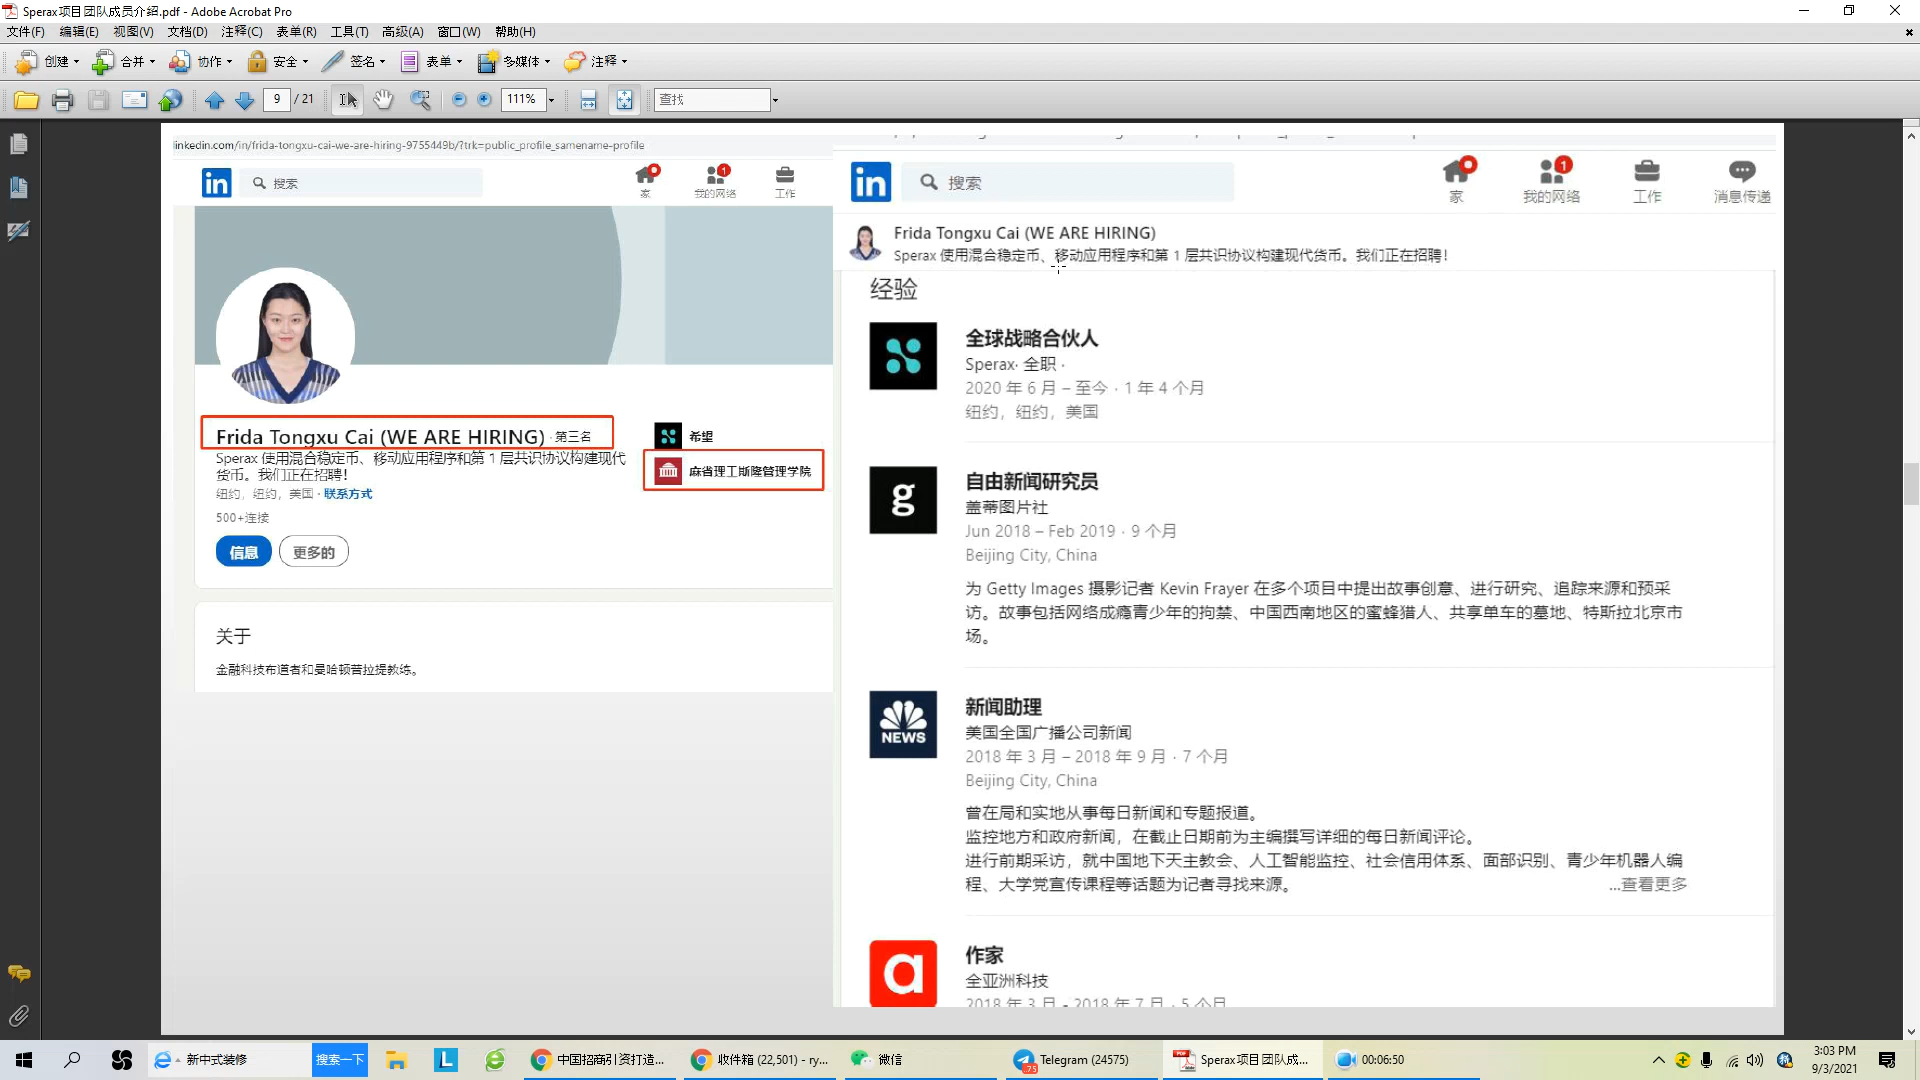 Sperax项目团队成员介绍.pdf - Adobe Acrobat Pro
文件(F) 编辑(E) 视图(V) 文档(D) 注释(C) 表单(R) 工具(T) 高级(A) 窗口(W) 帮助(H)
创建 合并 协作 安全 签名 表单 多媒体 注释
9 / 21 111% 查找
linkedin.com/in/frida-tongxu-cai-we-are-hiring-9755449b/?trk=public_profile_samename-profile
in 搜索 家 1 我的网络 工作
Frida Tongxu Cai (WE ARE HIRING) · 第三名
Sperax 使用混合稳定币、移动应用程序和第 1 层共识协议构建现代
货币。我们正在招聘！
纽约，纽约，美国 · 联系方式
500+连接
信息 更多的
希望
麻省理工斯隆管理学院
关于
金融科技布道者和曼哈顿普拉提教练。
in 搜索 家 1 我的网络 工作 消息传递
Frida Tongxu Cai (WE ARE HIRING)
Sperax 使用混合稳定币、移动应用程序和第 1 层共识协议构建现代货币。我们正在招聘！
经验
全球战略合伙人
Sperax· 全职 ·
2020 年 6 月 – 至今 · 1 年 4 个月
纽约，纽约，美国
g
自由新闻研究员
盖蒂图片社
Jun 2018 – Feb 2019 · 9 个月
Beijing City, China
为 Getty Images 摄影记者 Kevin Frayer 在多个项目中提出故事创意、进行研究、追踪来源和预采
访。故事包括网络成瘾青少年的拘禁、中国西南地区的蜜蜂猎人、共享单车的墓地、特斯拉北京市
场。
NEWS
新闻助理
美国全国广播公司新闻
2018 年 3 月 – 2018 年 9 月 · 7 个月
Beijing City, China
曾在局和实地从事每日新闻和专题报道。
监控地方和政府新闻，在截止日期前为主编撰写详细的每日新闻评论。
进行前期采访，就中国地下天主教会、人工智能监控、社会信用体系、面部识别、青少年机器人编
程、大学党宣传课程等话题为记者寻找来源。 ...查看更多
a
作家
全亚洲科技
2018 年 3 月 - 2018 年 7 月 · 5 个月
新中式装修 搜索一下 中国招商引资打造... 收件箱 (22,501) - ry... 微信 Telegram (24575) Sperax项目团队成... 00:06:50
3:03 PM
9/3/2021